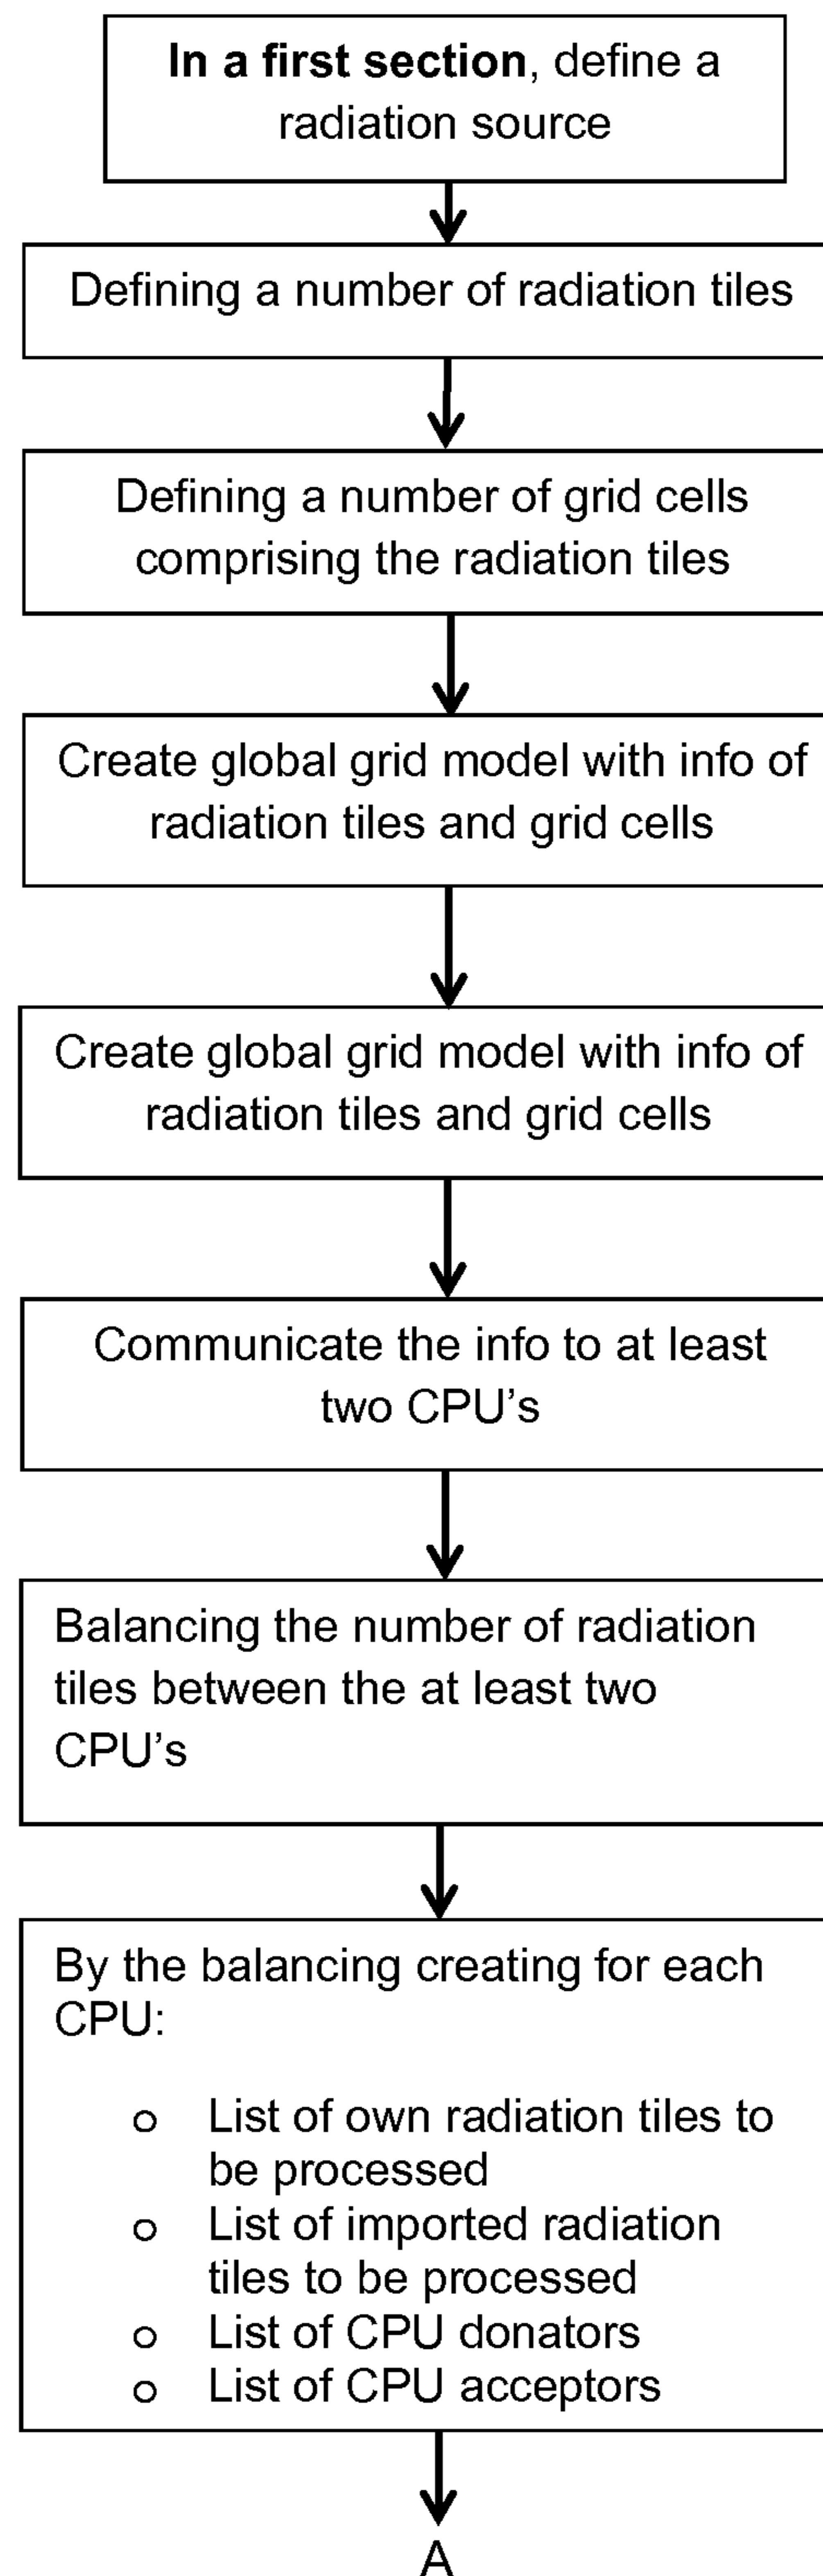 In a first section, define a
radiation source
Defining a number of radiation tiles
Defining a number of grid cells
comprising the radiation tiles
Create global grid model with info of
radiation tiles and grid cells
Create global grid model with info of
radiation tiles and grid cells
Communicate the info to at least
two CPU's
Balancing the number of radiation
tiles between the at least two
CPU's
By the balancing creating for each
CPU:
o List of own radiation tiles to
be processed
o List of imported radiation
tiles to be processed
o List of CPU donators
o List of CPU acceptors
A